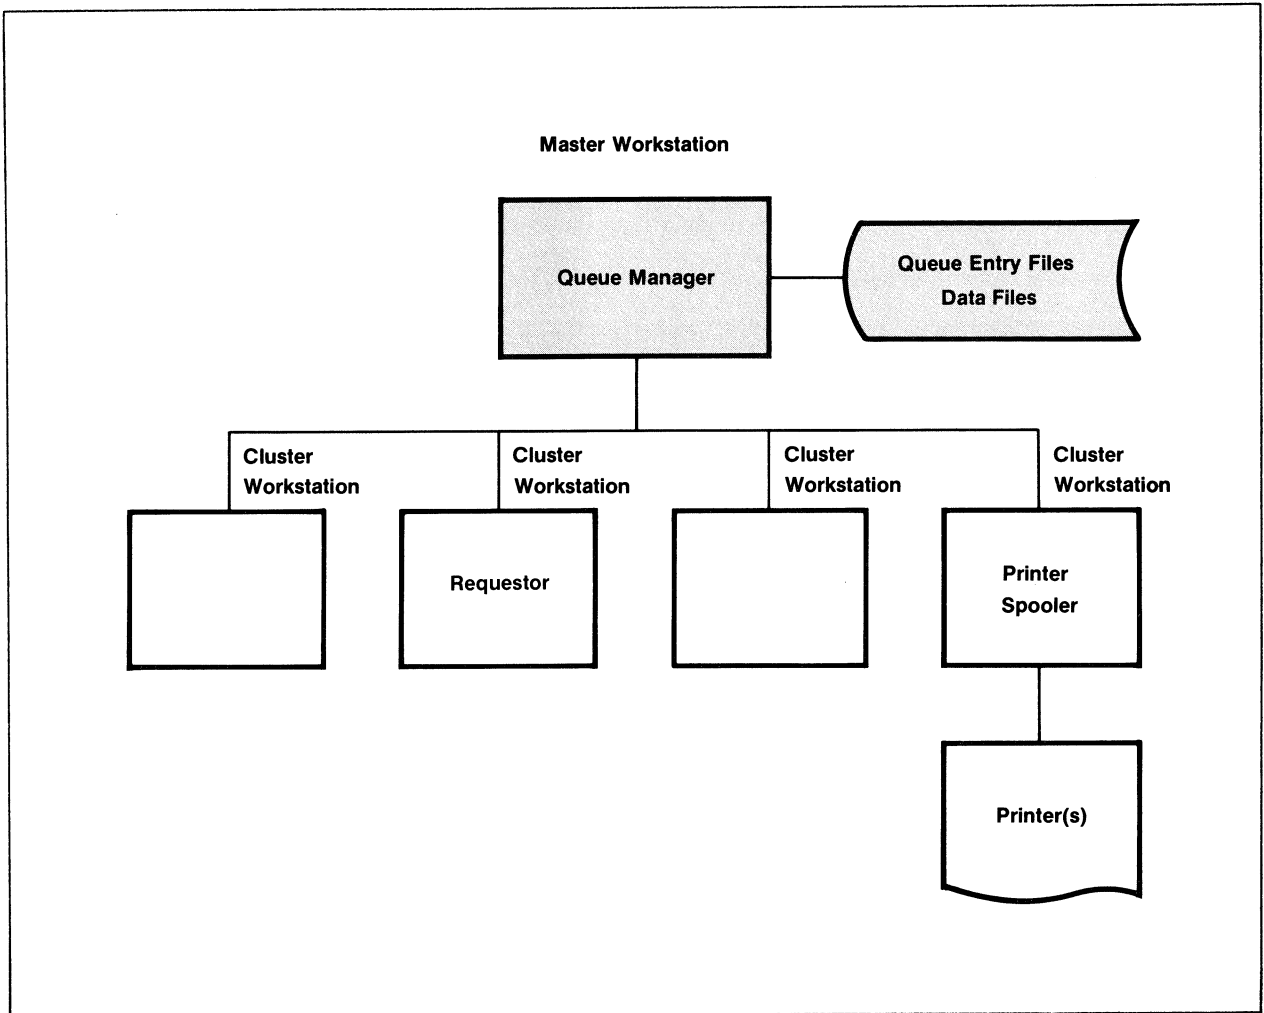 Master Workstation
Queue Manager
Queue Entry Files
Data Files
Cluster
Workstation
Cluster
Workstation
Cluster
Workstation
Cluster
Workstation
Requestor
Printer
Spooler
Printer(s)